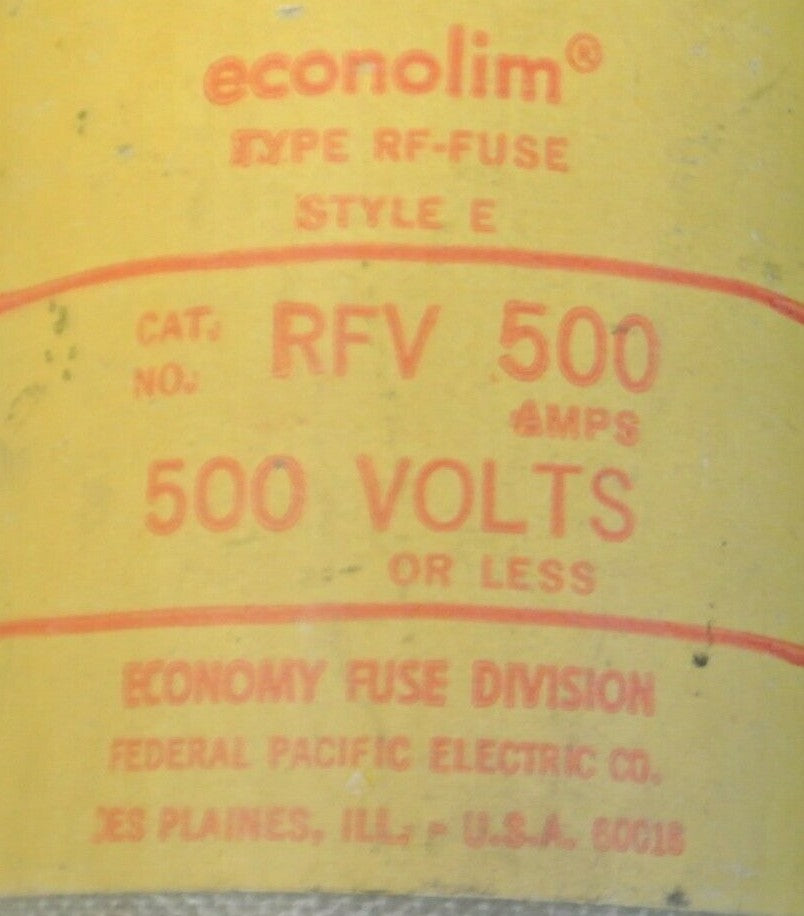 econolim®
TYPE RF-FUSE
STYLE E
CAT. NO. RFV 500
AMPS
500 VOLTS
OR LESS
ECONOMY FUSE DIVISION
FEDERAL PACIFIC ELECTRIC CO.
DES PLAINES, ILL. - U.S.A. 60018